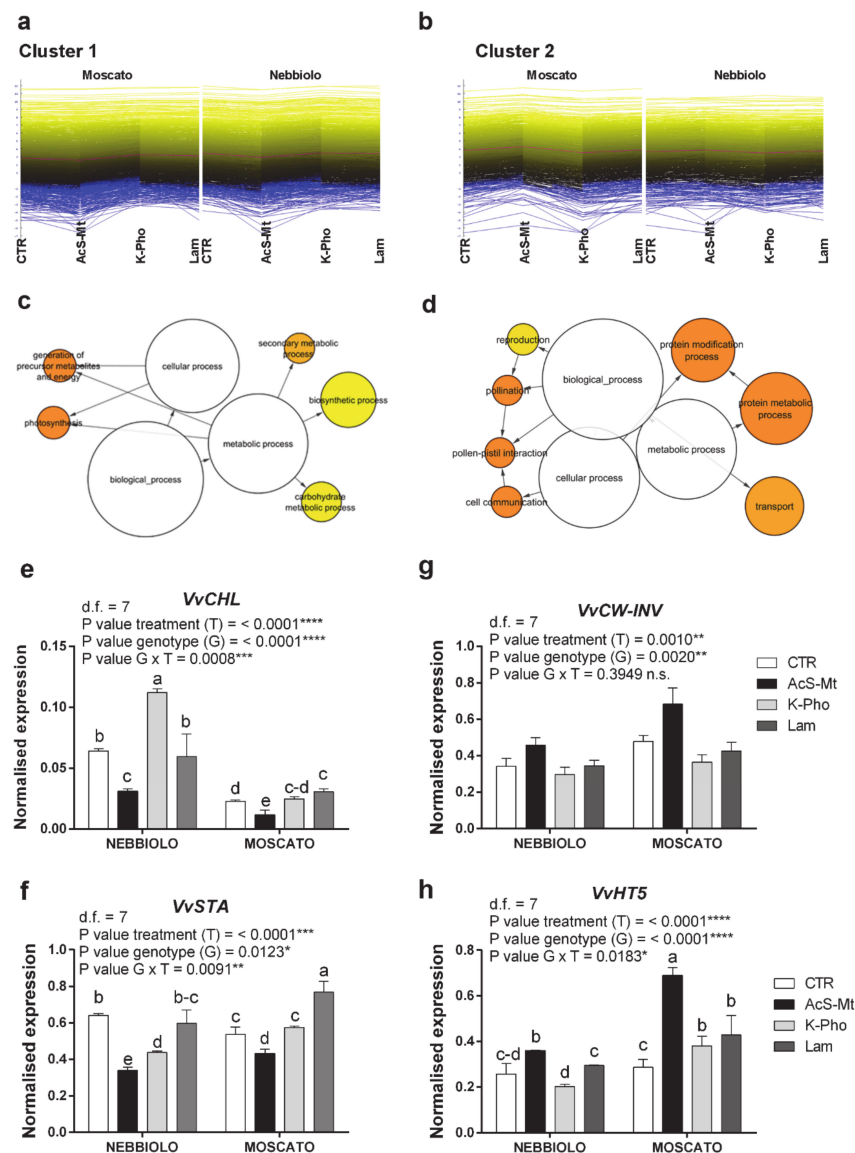 a
b
Cluster 1
Cluster 2
Moscato
Nebbiolo
Moscato
Nebbiolo
CTR
AcS-Mt
K-Pho
Lam
CTR
AcS-Mt
K-Pho
Lam
CTR
AcS-Mt
K-Pho
Lam
CTR
AcS-Mt
K-Pho
Lam
c
d
generation of
precursor metabolites
and energy
cellular process
secondary metabolic
process
photosynthesis
biosynthetic process
metabolic process
biological_process
carbohydrate
metabolic process
reproduction
protein modification
process
biological_process
pollination
protein metabolic
process
pollen-pistil interaction
metabolic process
cellular process
cell communication
transport
e
VvCHL
d.f. = 7
P value treatment (T) = < 0.0001****
P value genotype (G) = < 0.0001****
P value G x T = 0.0008***
Normalised expression
0.15
0.10
0.05
0.00
b
c
a
b
d
e
c-d
c
NEBBIOLO
MOSCATO
g
VvCW-INV
d.f. = 7
P value treatment (T) = 0.0010**
P value genotype (G) = 0.0020**
P value G x T = 0.3949 n.s.
Normalised expression
1.0
0.8
0.6
0.4
0.2
0.0
NEBBIOLO
MOSCATO
CTR
AcS-Mt
K-Pho
Lam
f
VvSTA
d.f. = 7
P value treatment (T) = < 0.0001***
P value genotype (G) = 0.0123*
P value G x T = 0.0091**
Normalised expression
1.0
0.8
0.6
0.4
0.2
0.0
b
e
d
b-c
c
d
c
a
NEBBIOLO
MOSCATO
h
VvHT5
d.f. = 7
P value treatment (T) = < 0.0001****
P value genotype (G) = < 0.0001****
P value G x T = 0.0183*
Normalised expression
0.8
0.6
0.4
0.2
0.0
c-d
b
d
c
c
a
b
b
NEBBIOLO
MOSCATO
CTR
AcS-Mt
K-Pho
Lam